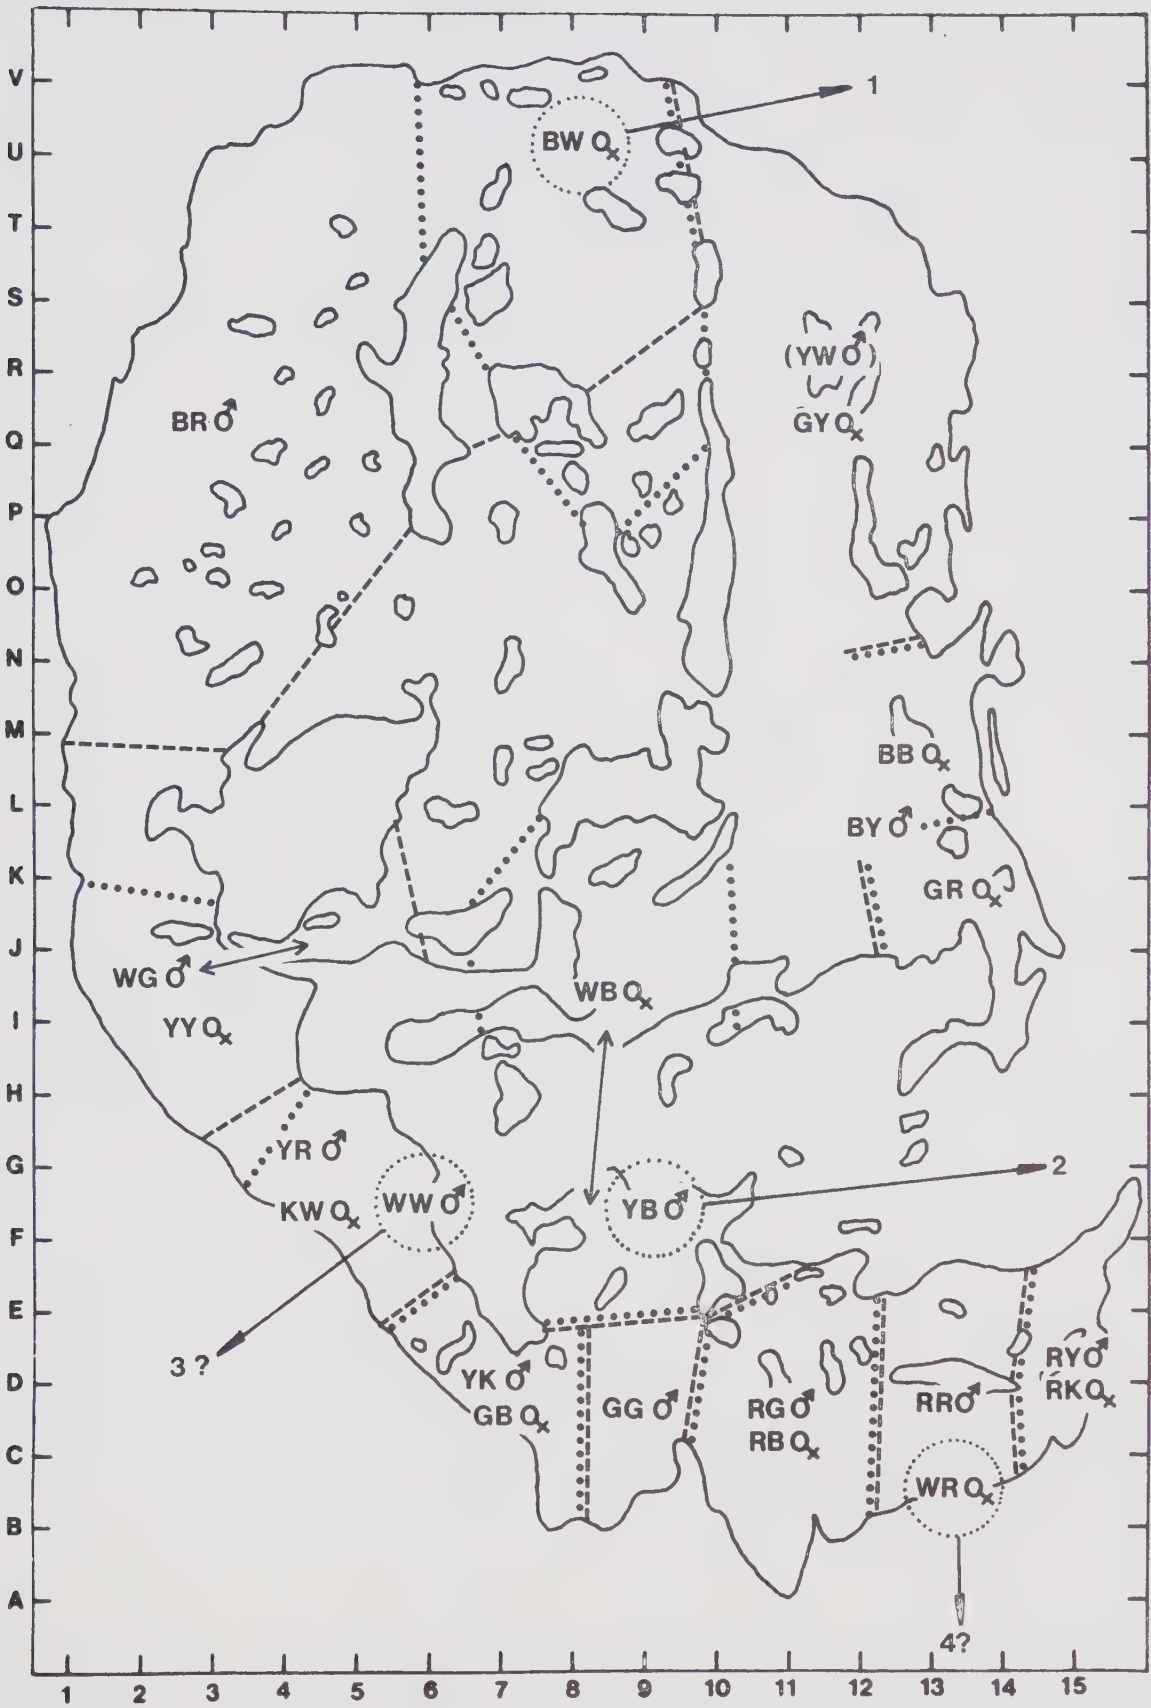 V
1
BW ♀
U
T
S
(YW ♂)
R
BR ♂
GY ♀
Q
P
O
N
M
BB ♀
L
BY ♂
K
GR ♀
J
WG ♂
WB ♀
I
YY ♀
H
YR ♂
G
2
KW ♀
WW ♂
YB ♂
F
E
3 ?
RY ♂
D
YK ♂
RK ♀
GG ♂
RG ♂
RR ♂
GB ♀
RB ♀
C
WR ♀
B
A
4?
1 2 3 4 5 6 7 8 9 10 11 12 13 14 15